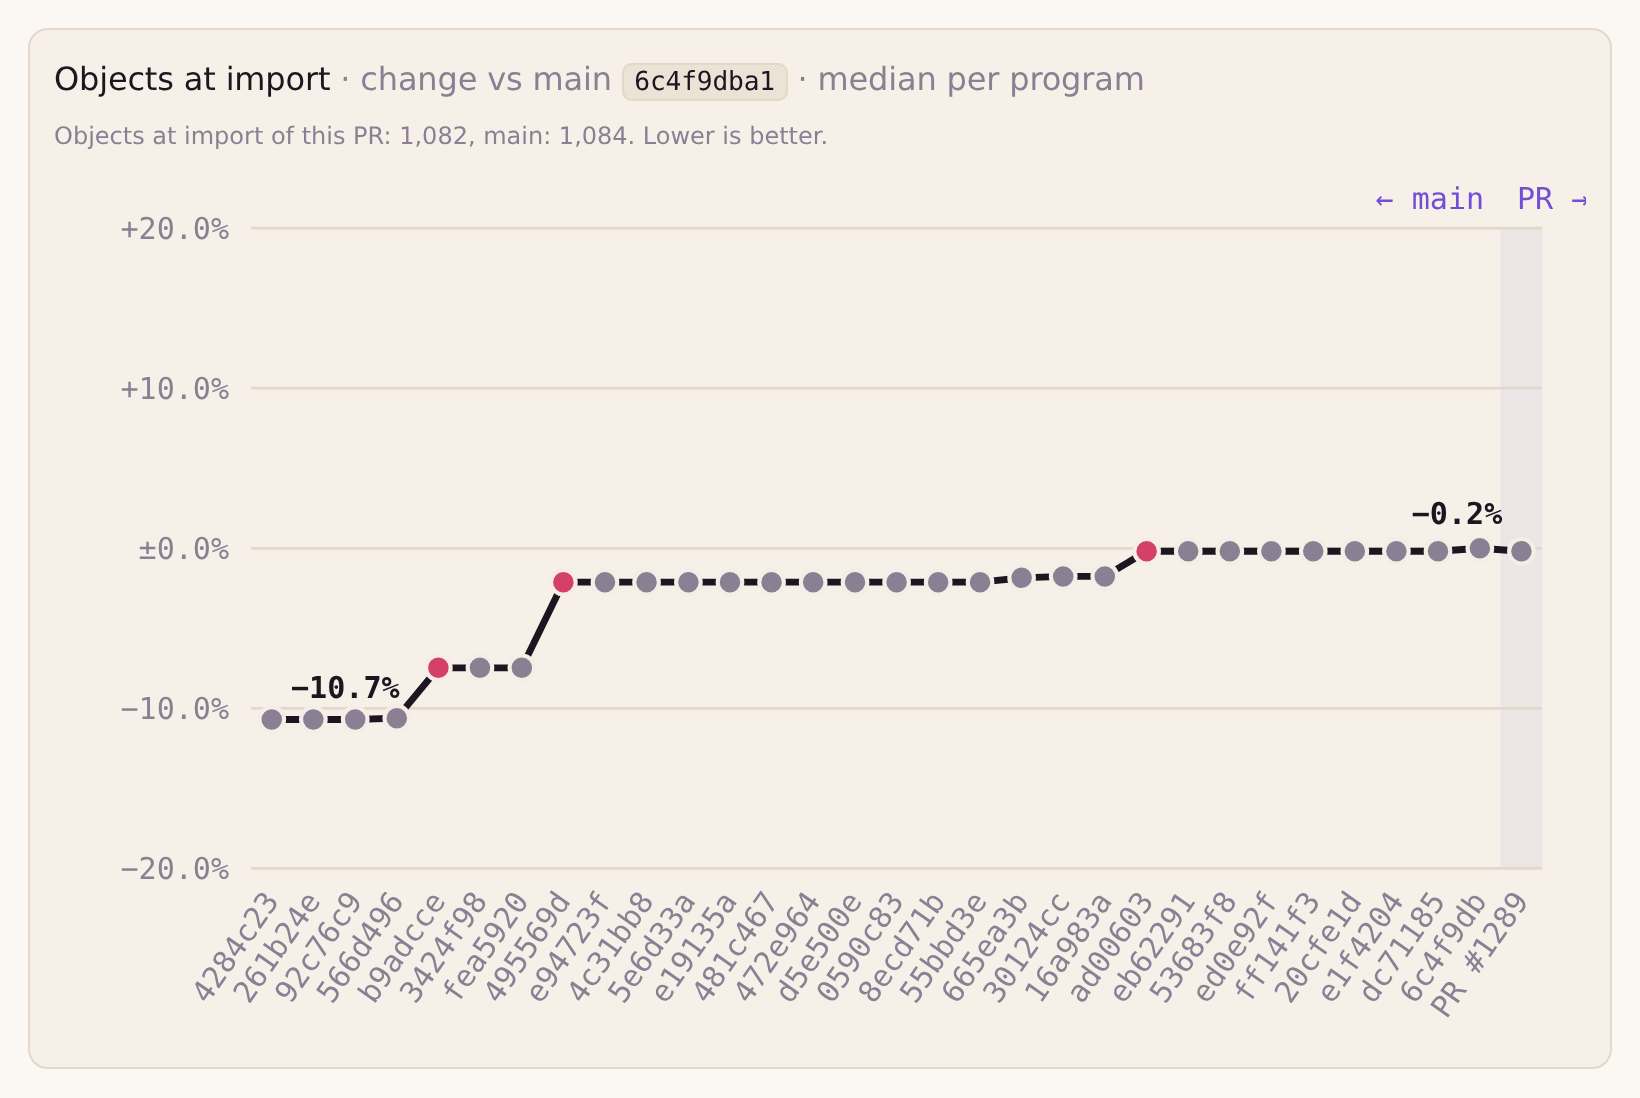 Objects at import · change vs main 6c4f9dba1 · median per program
Objects at import of this PR: 1,082, main: 1,084. Lower is better.
← main PR →
+20.0%
+10.0%
±0.0%
−10.0%
−20.0%
−10.7%
−0.2%
4284c23
261b24e
92c76c9
566d496
b9adcce
3424f98
fea5920
495569d
e94723f
4c31bb8
5e6d33a
e19135a
481c467
472e964
d5e500e
0590c83
8ecd71b
55bbd3e
665ea3b
30124cc
16a983a
ad00603
eb62291
53683f8
ed0e92f
ff141f3
20cfe1d
e1f4204
dc71185
6c4f9db
PR #1289